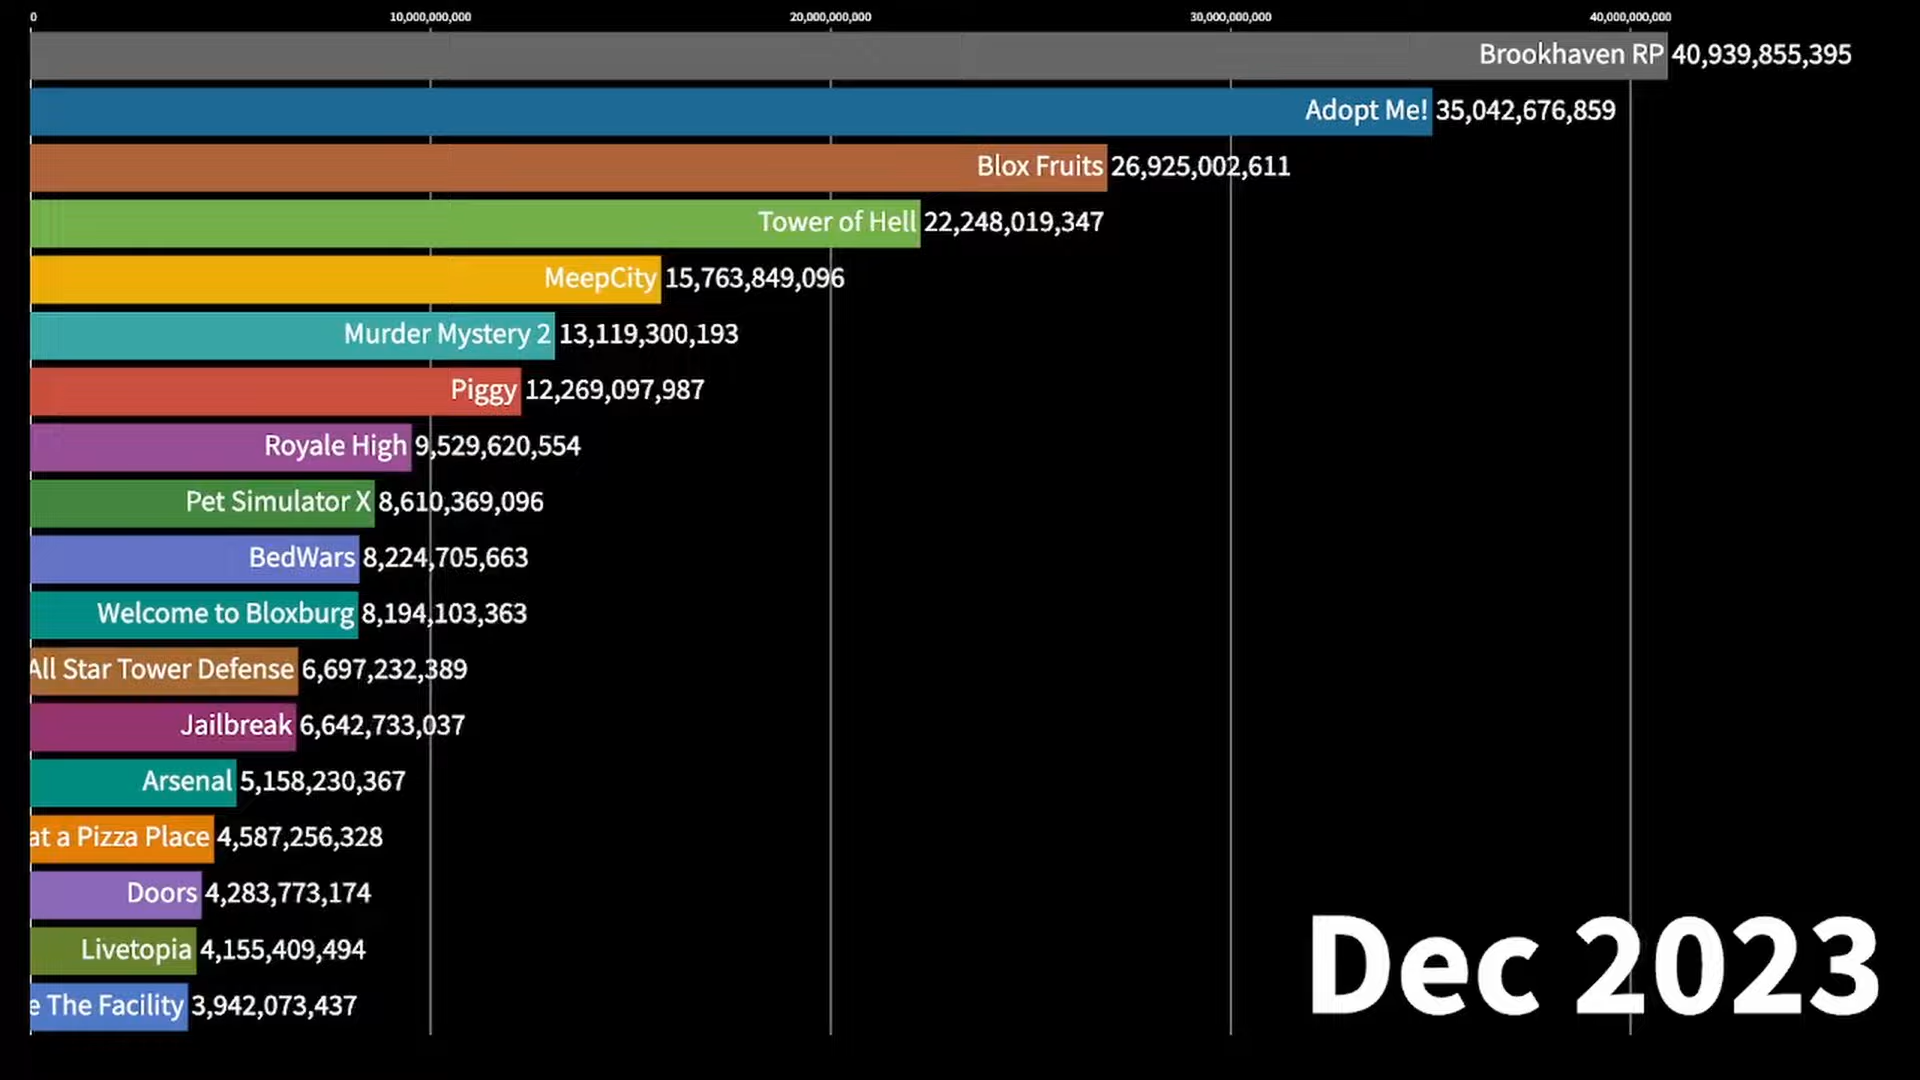 0 10,000,000,000 20,000,000,000 30,000,000,000 40,000,000,000
Brookhaven RP 40,939,855,395
Adopt Me! 35,042,676,859
Blox Fruits 26,925,002,611
Tower of Hell 22,248,019,347
MeepCity 15,763,849,096
Murder Mystery 2 13,119,300,193
Piggy 12,269,097,987
Royale High 9,529,620,554
Pet Simulator X 8,610,369,096
BedWars 8,224,705,663
Welcome to Bloxburg 8,194,103,363
All Star Tower Defense 6,697,232,389
Jailbreak 6,642,733,037
Arsenal 5,158,230,367
at a Pizza Place 4,587,256,328
Doors 4,283,773,174
Livetopia 4,155,409,494
e The Facility 3,942,073,437
Dec 2023